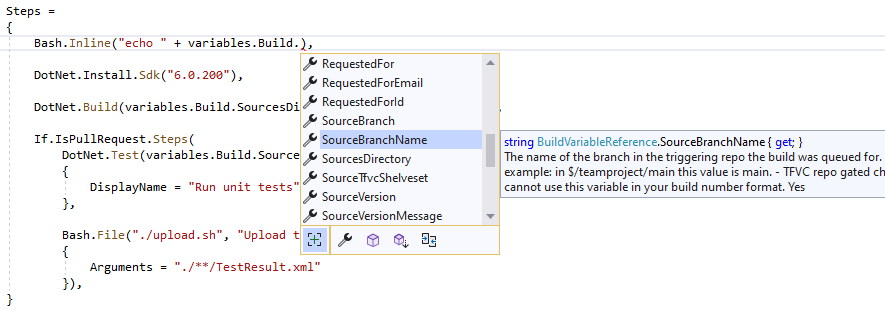 Steps =
{
Bash.Inline("echo " + variables.Build.),
RequestedFor
RequestedForEmail
RequestedForId
SourceBranch
SourceBranchName
SourcesDirectory
SourceTfvcShelveset
SourceVersion
SourceVersionMessage
string BuildVariableReference.SourceBranchName { get; }
The name of the branch in the triggering repo the build was queued for.
example: in $/teamproject/main this value is main. - TFVC repo gated ch
cannot use this variable in your build number format. Yes
DotNet.Install.Sdk("6.0.200"),
DotNet.Build(variables.Build.SourcesDi
If.IsPullRequest.Steps(
DotNet.Test(variables.Build.Source
{
DisplayName = "Run unit tests"
},
Bash.File("./upload.sh", "Upload t
{
Arguments = "./**/TestResult.xml"
}),
}